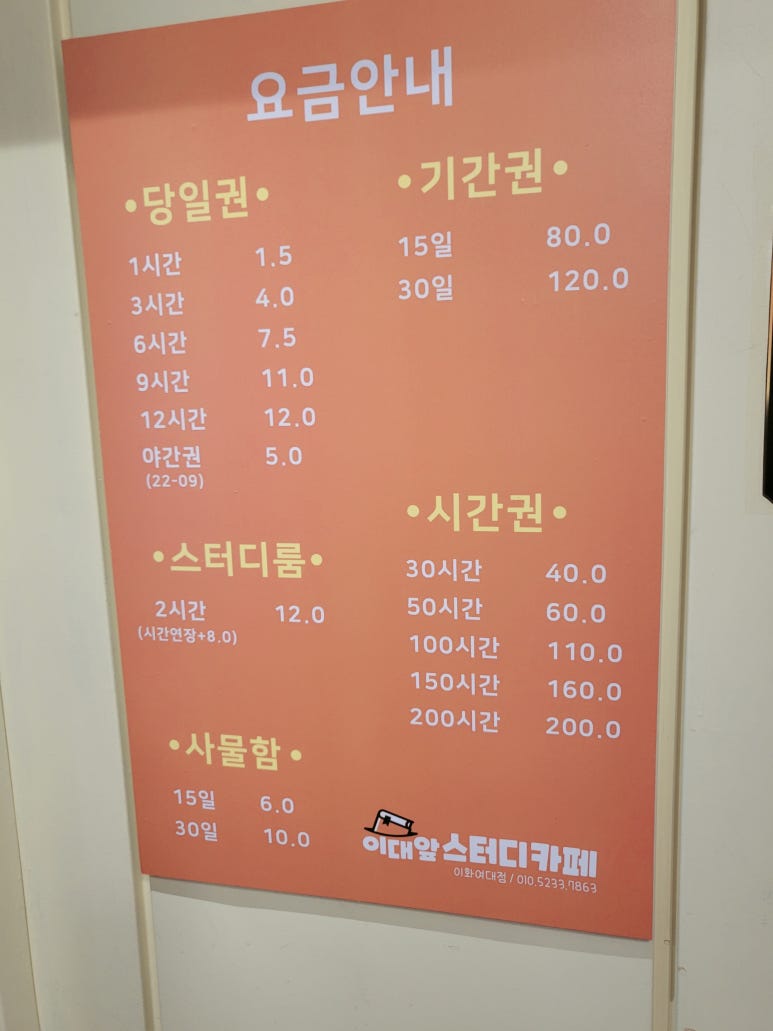 요금안내
•당일권•
1시간 1.5
3시간 4.0
6시간 7.5
9시간 11.0
12시간 12.0
야간권 5.0
(22-09)
•스터디룸•
2시간 12.0
(시간연장+8.0)
•사물함•
15일 6.0
30일 10.0
•기간권•
15일 80.0
30일 120.0
•시간권•
30시간 40.0
50시간 60.0
100시간 110.0
150시간 160.0
200시간 200.0
이대앞 스터디카페
이화여대점 / 010.5233.7863